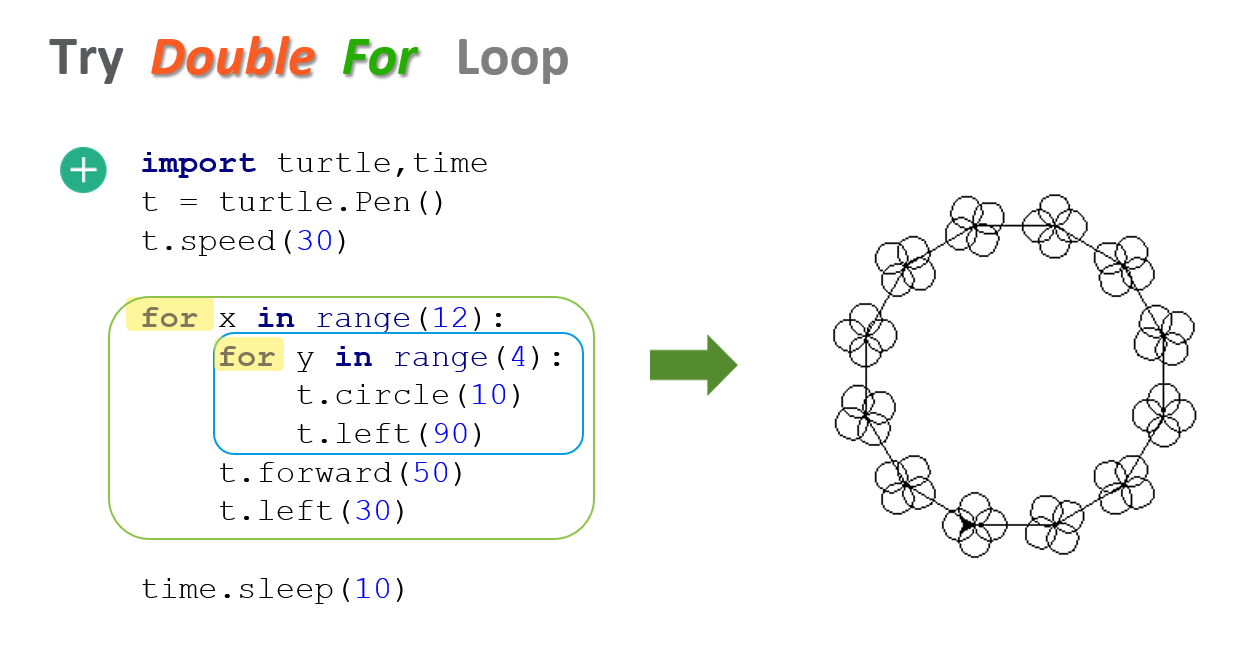 Try Double For Loop
import turtle,time
t = turtle.Pen()
t.speed(30)
for x in range(12):
    for y in range(4):
        t.circle(10)
        t.left(90)
    t.forward(50)
    t.left(30)
time.sleep(10)